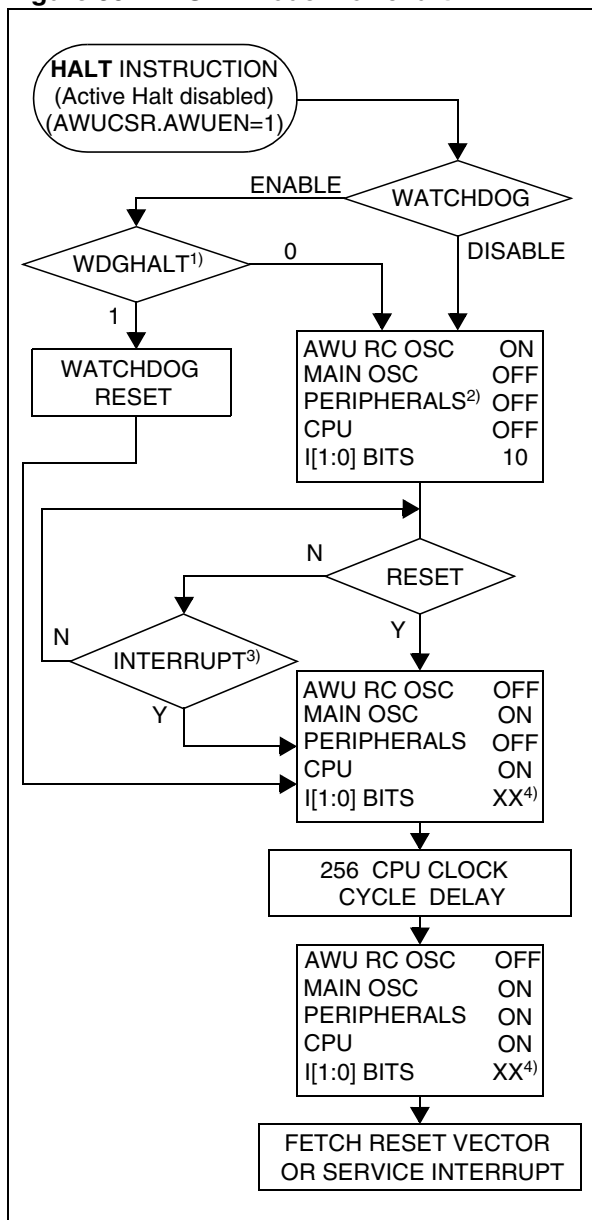 HALT INSTRUCTION
(Active Halt disabled)
(AWUCSR.AWUEN=1)
ENABLE
WATCHDOG
WDGHALT1)
0
DISABLE
1
WATCHDOG
RESET
AWU RC OSC ON
MAIN OSC OFF
PERIPHERALS2) OFF
CPU OFF
I[1:0] BITS 10
N
RESET
N
Y
INTERRUPT3)
Y
AWU RC OSC OFF
MAIN OSC ON
PERIPHERALS OFF
CPU ON
I[1:0] BITS XX4)
256 CPU CLOCK
CYCLE DELAY
AWU RC OSC OFF
MAIN OSC ON
PERIPHERALS ON
CPU ON
I[1:0] BITS XX4)
FETCH RESET VECTOR
OR SERVICE INTERRUPT